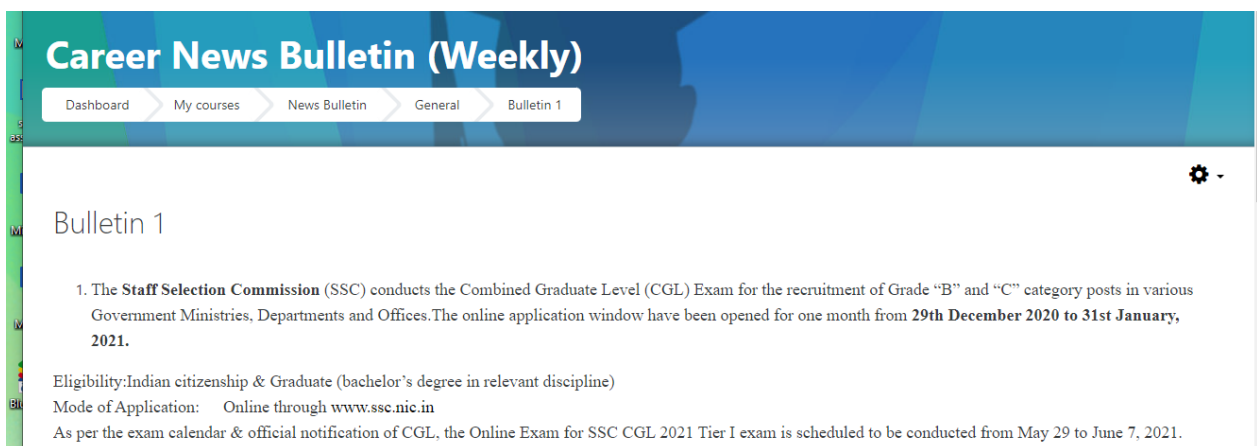 Career News Bulletin (Weekly)
Dashboard My courses News Bulletin General Bulletin 1
Bulletin 1
1. The Staff Selection Commission (SSC) conducts the Combined Graduate Level (CGL) Exam for the recruitment of Grade “B” and “C” category posts in various
Government Ministries, Departments and Offices.The online application window have been opened for one month from 29th December 2020 to 31st January,
2021.
Eligibility:Indian citizenship & Graduate (bachelor’s degree in relevant discipline)
Mode of Application: Online through www.ssc.nic.in
As per the exam calendar & official notification of CGL, the Online Exam for SSC CGL 2021 Tier I exam is scheduled to be conducted from May 29 to June 7, 2021.